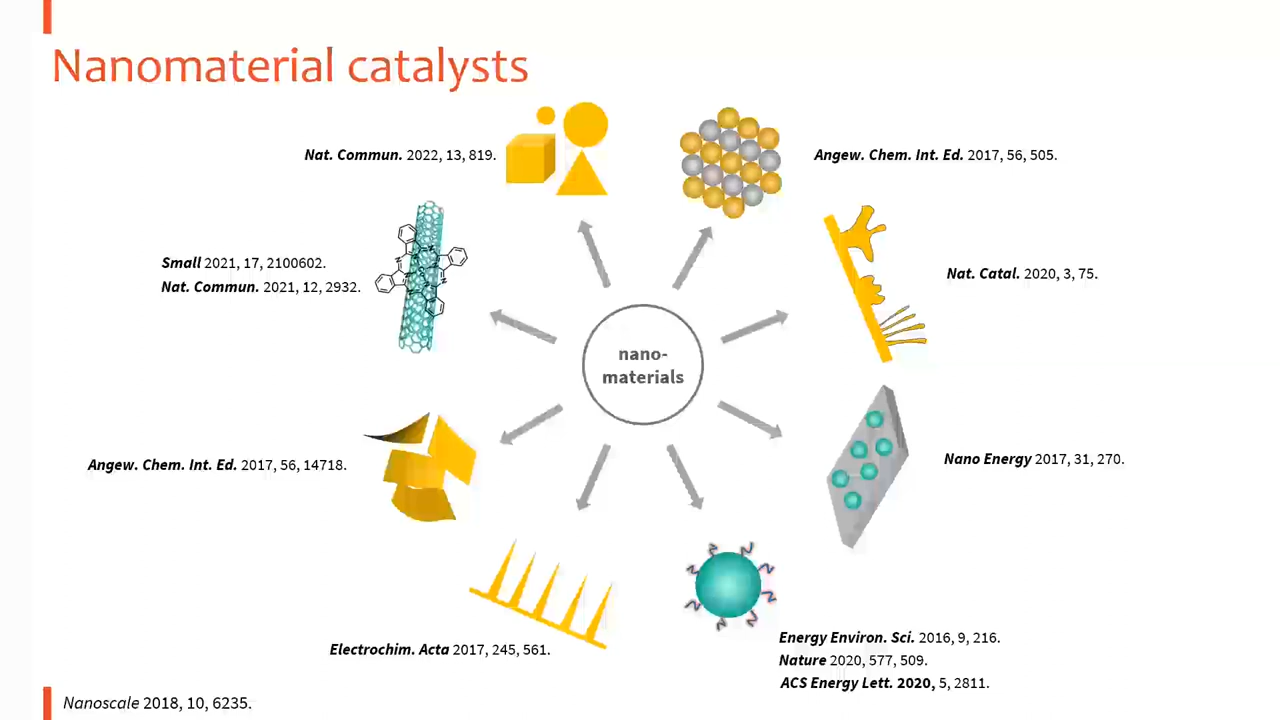 Nanomaterial catalysts
Nat. Commun. 2022, 13, 819.
Angew. Chem. Int. Ed. 2017, 56, 505.
Small 2021, 17, 2100602.
Nat. Commun. 2021, 12, 2932.
Nat. Catal. 2020, 3, 75.
nano-
materials
Angew. Chem. Int. Ed. 2017, 56, 14718.
Nano Energy 2017, 31, 270.
Electrochim. Acta 2017, 245, 561.
Energy Environ. Sci. 2016, 9, 216.
Nature 2020, 577, 509.
ACS Energy Lett. 2020, 5, 2811.
Nanoscale 2018, 10, 6235.